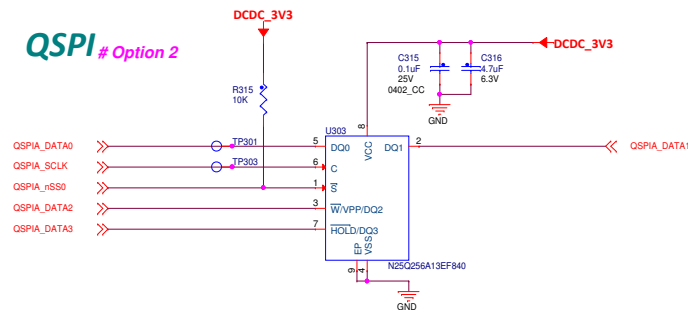 DCDC_3V3
QSPI # Option 2
DCDC_3V3
C315
0.1uF
25V
0402_CC
C316
4.7uF
6.3V
R315
10K
GND
U303
8
VCC
QSPIA_DATA0
TP301
5
DQ0
DQ1
2
QSPIA_DATA1
QSPIA_SCLK
TP303
6
C
QSPIA_nSS0
1
S
QSPIA_DATA2
3
W/VPP/DQ2
QSPIA_DATA3
7
HOLD/DQ3
EP
VSS
9
4
N25Q256A13EF840
GND